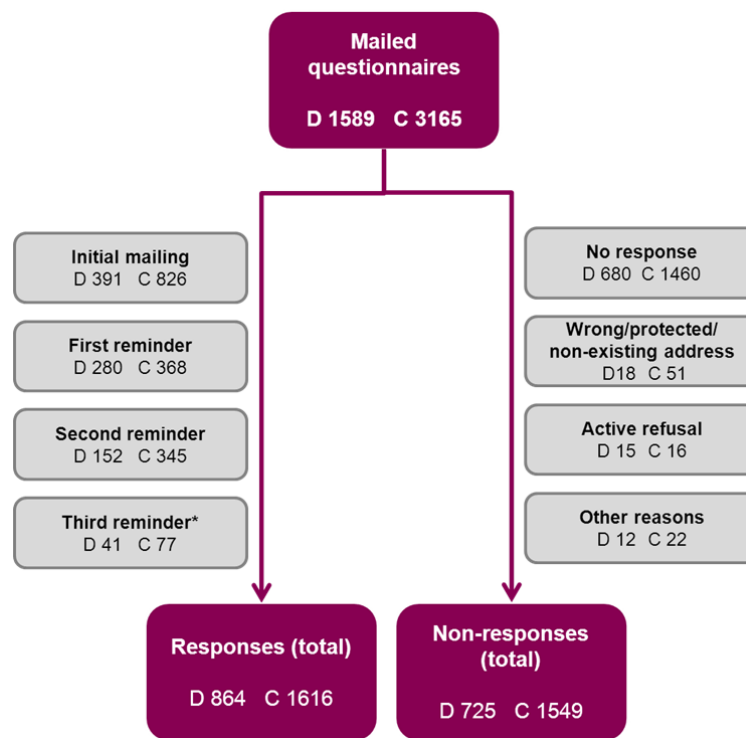 Mailed
questionnaires
D 1589 C 3165
Initial mailing
D 391 C 826
First reminder
D 280 C 368
Second reminder
D 152 C 345
Third reminder*
D 41 C 77
No response
D 680 C 1460
Wrong/protected/
non-existing address
D18 C 51
Active refusal
D 15 C 16
Other reasons
D 12 C 22
Responses (total)
D 864 C 1616
Non-responses
(total)
D 725 C 1549